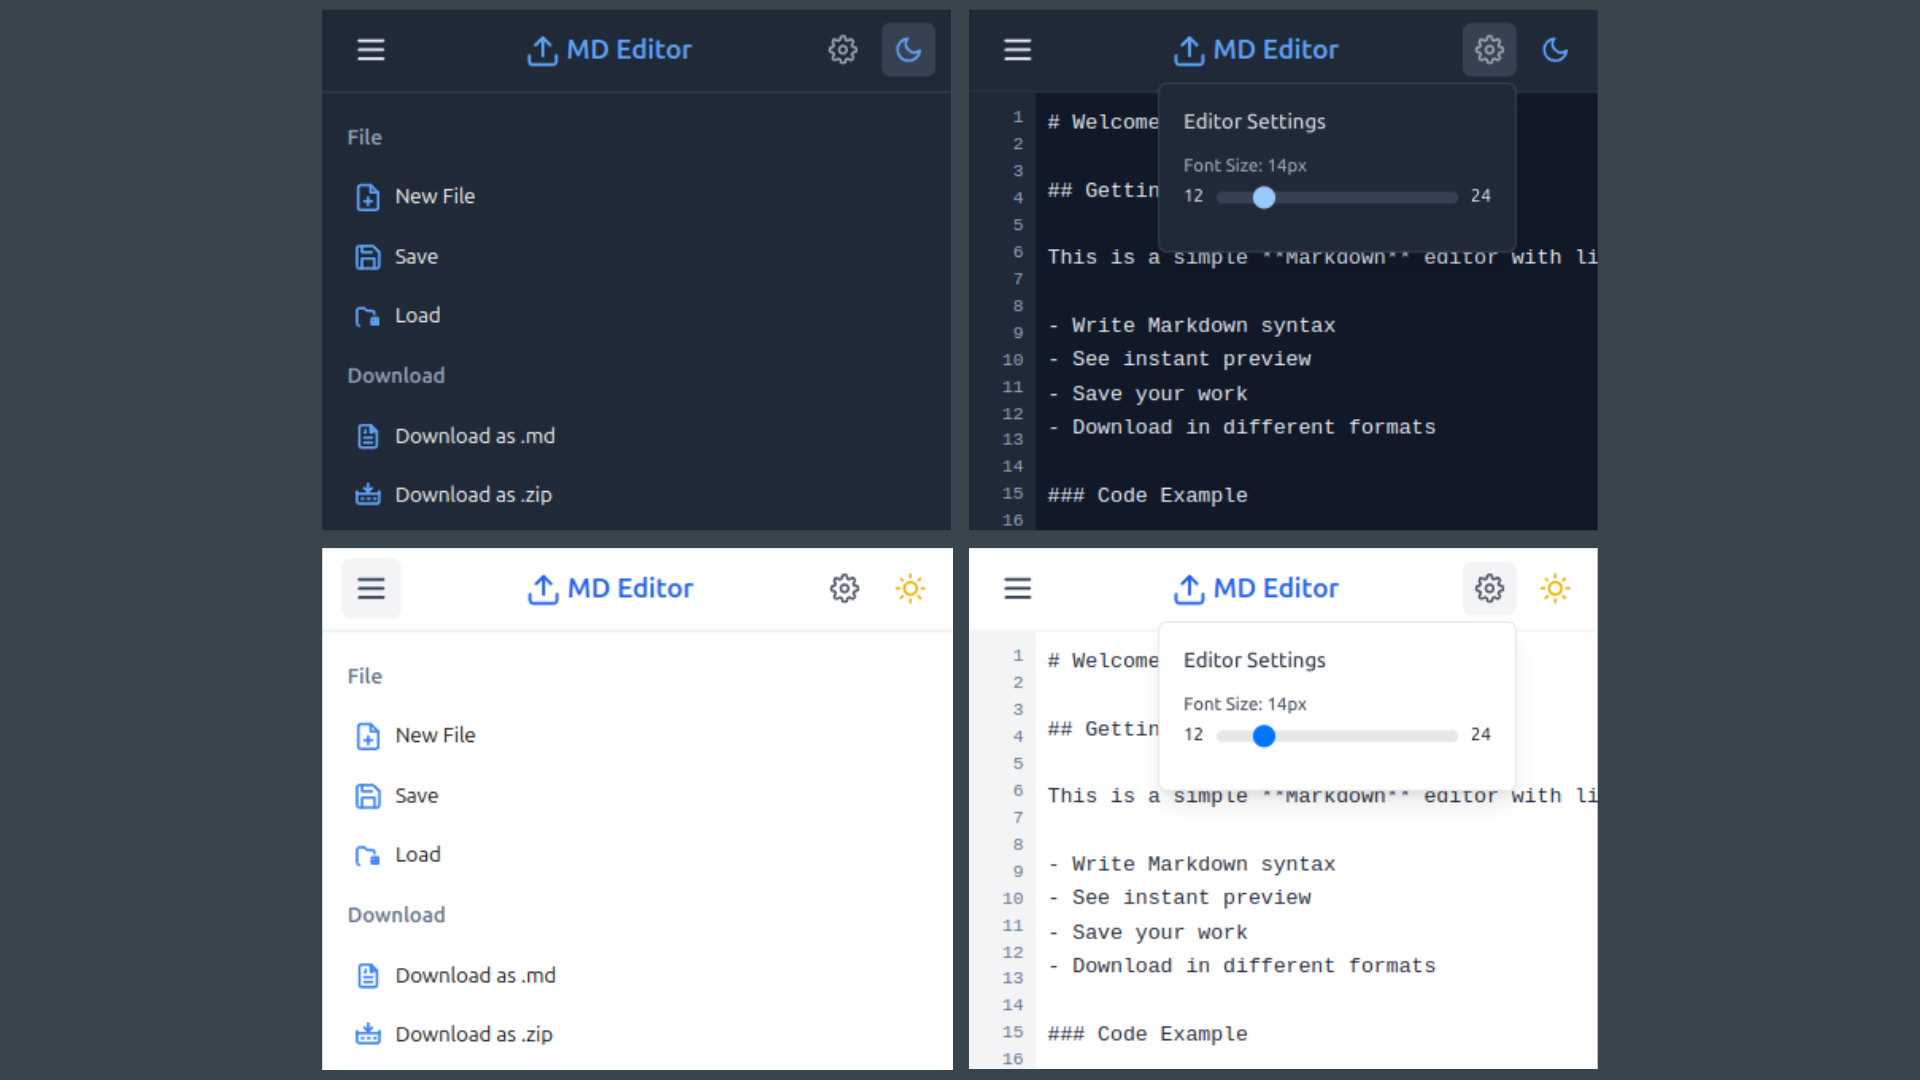 MD Editor
File
New File
Save
Load
Download
Download as .md
Download as .zip
MD Editor
Editor Settings
Font Size: 14px
12 24
1 # Welcome
2
3 ## Gettin
4
5
6 This is a simple **Markdown** editor with li
7
8 - Write Markdown syntax
9
10 - See instant preview
11 - Save your work
12 - Download in different formats
13
14
15 ### Code Example
16
MD Editor
File
New File
Save
Load
Download
Download as .md
Download as .zip
MD Editor
Editor Settings
Font Size: 14px
12 24
1 # Welcome
2
3 ## Gettin
4
5
6 This is a simple **Markdown** editor with li
7
8 - Write Markdown syntax
9
10 - See instant preview
11 - Save your work
12 - Download in different formats
13
14
15 ### Code Example
16